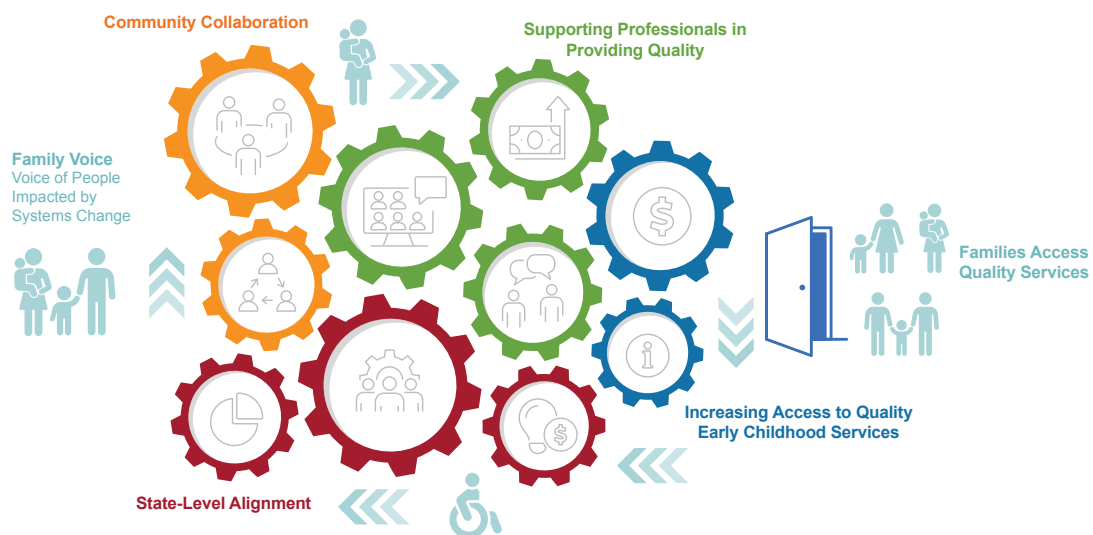 Community Collaboration
Supporting Professionals in
Providing Quality
Family Voice
Voice of People
Impacted by
Systems Change
$
Families Access
Quality Services
i
$
Increasing Access to Quality
Early Childhood Services
State-Level Alignment